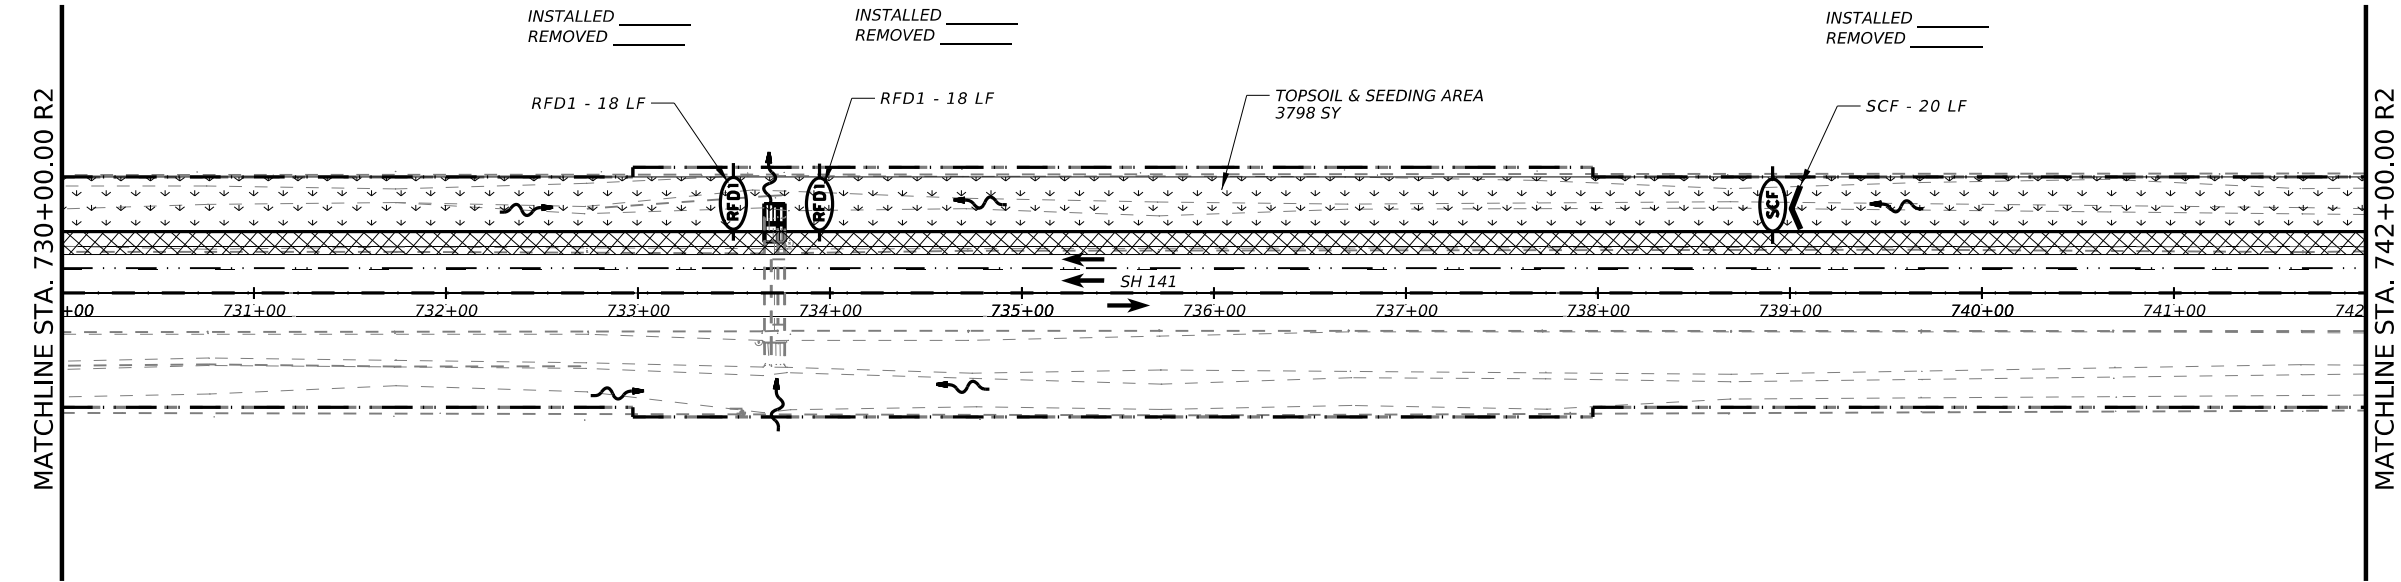 INSTALLED
REMOVED
INSTALLED
REMOVED
INSTALLED
REMOVED
RFD1 - 18 LF
RFD1 - 18 LF
TOPSOIL & SEEDING AREA
3798 SY
SCF - 20 LF
MATCHLINE STA. 730+00.00 R2
RFD1
RFD1
SCF
SH 141
+00
731+00
732+00
733+00
734+00
735+00
736+00
737+00
738+00
739+00
740+00
741+00
742
MATCHLINE STA. 742+00.00 R2